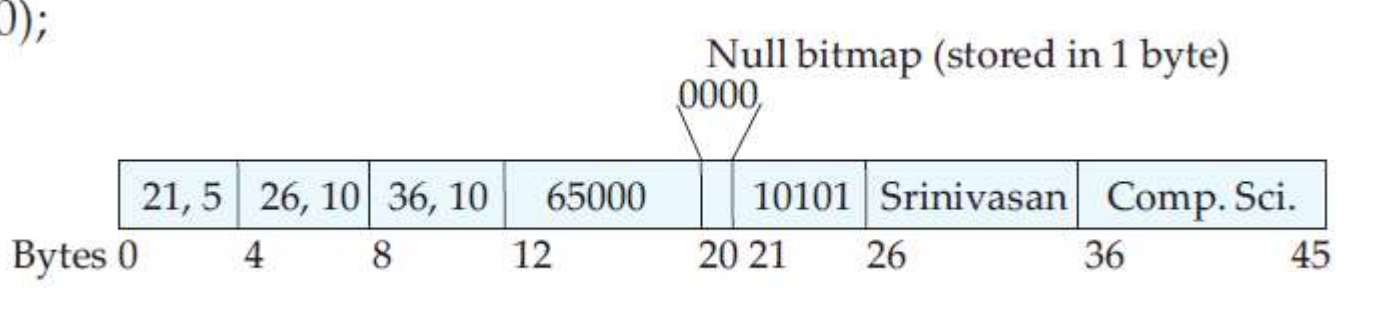 0);
Null bitmap (stored in 1 byte)
0000
21, 5 26, 10 36, 10 65000 10101 Srinivasan Comp. Sci.
Bytes 0 4 8 12 20 21 26 36 45